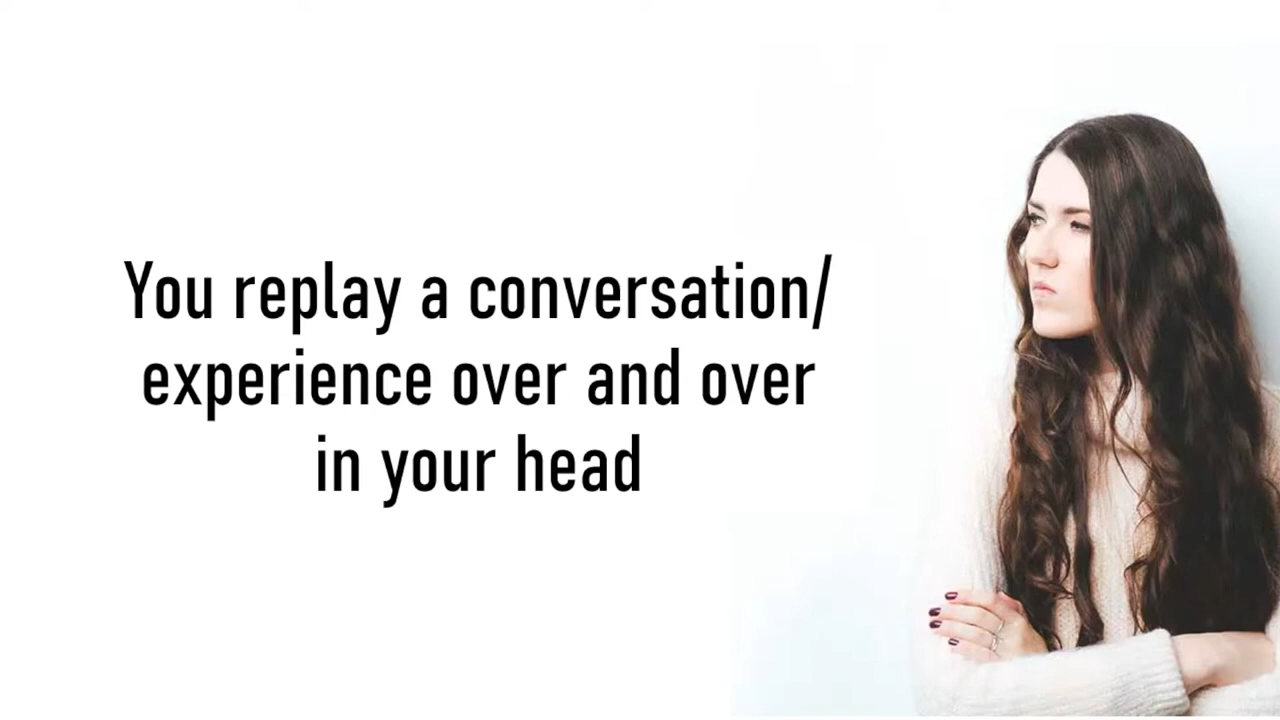 You replay a conversation/
experience over and over
in your head